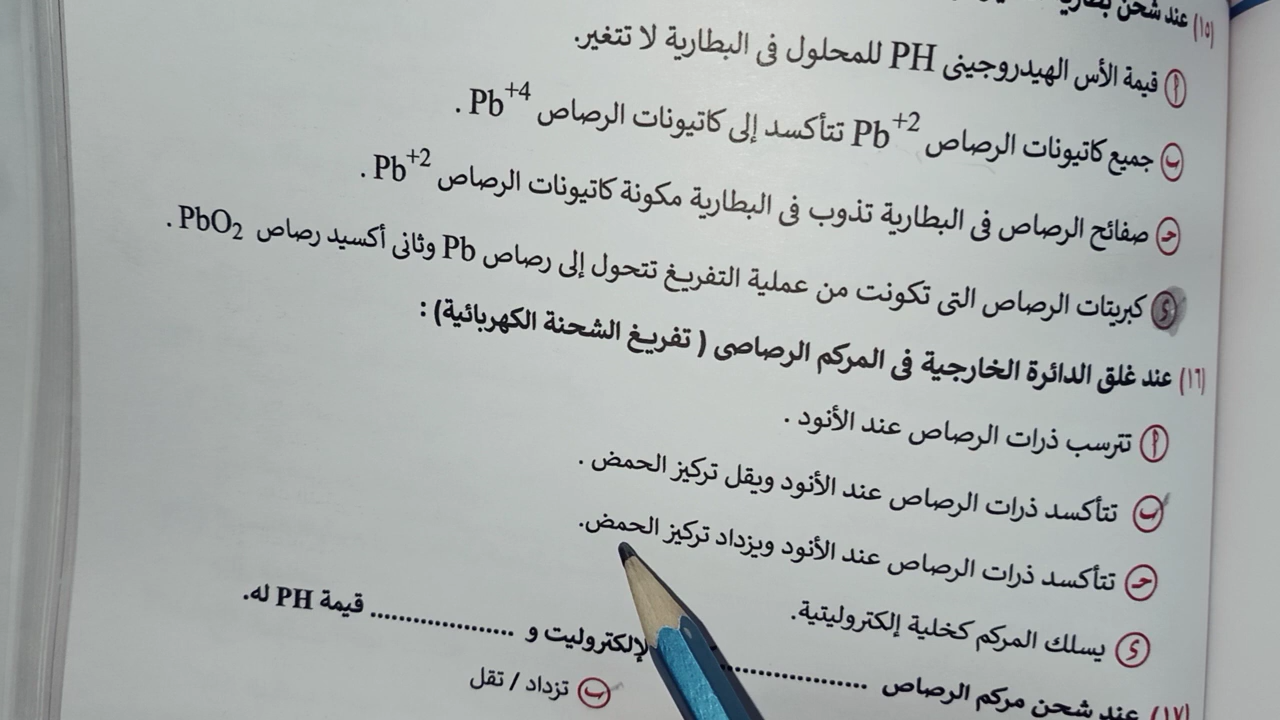 (١٥) عند شحن
أ قيمة الأس الهيدروجينى PH للمحلول فى البطارية لا تتغير.
ب جميع كاتيونات الرصاص Pb+2 تتأكسد إلى كاتيونات الرصاص Pb+4 .
جـ صفائح الرصاص فى البطارية تذوب فى البطارية مكونة كاتيونات الرصاص Pb+2 .
د كبريتات الرصاص التى تكونت من عملية التفريغ تتحول إلى رصاص Pb وثانى أكسيد رصاص PbO2 .
(١٦) عند غلق الدائرة الخارجية فى المركم الرصاصى ( تفريغ الشحنة الكهربائية) :
أ تترسب ذرات الرصاص عند الأنود .
ب تتأكسد ذرات الرصاص عند الأنود ويقل تركيز الحمض .
جـ تتأكسد ذرات الرصاص عند الأنود ويزداد تركيز الحمض.
د يسلك المركم كخلية إلكتروليتية.
(١٧) عند شحن مركم الرصاص .................. الإلكتروليت و .................. قيمة PH له.
ب تزداد / تقل